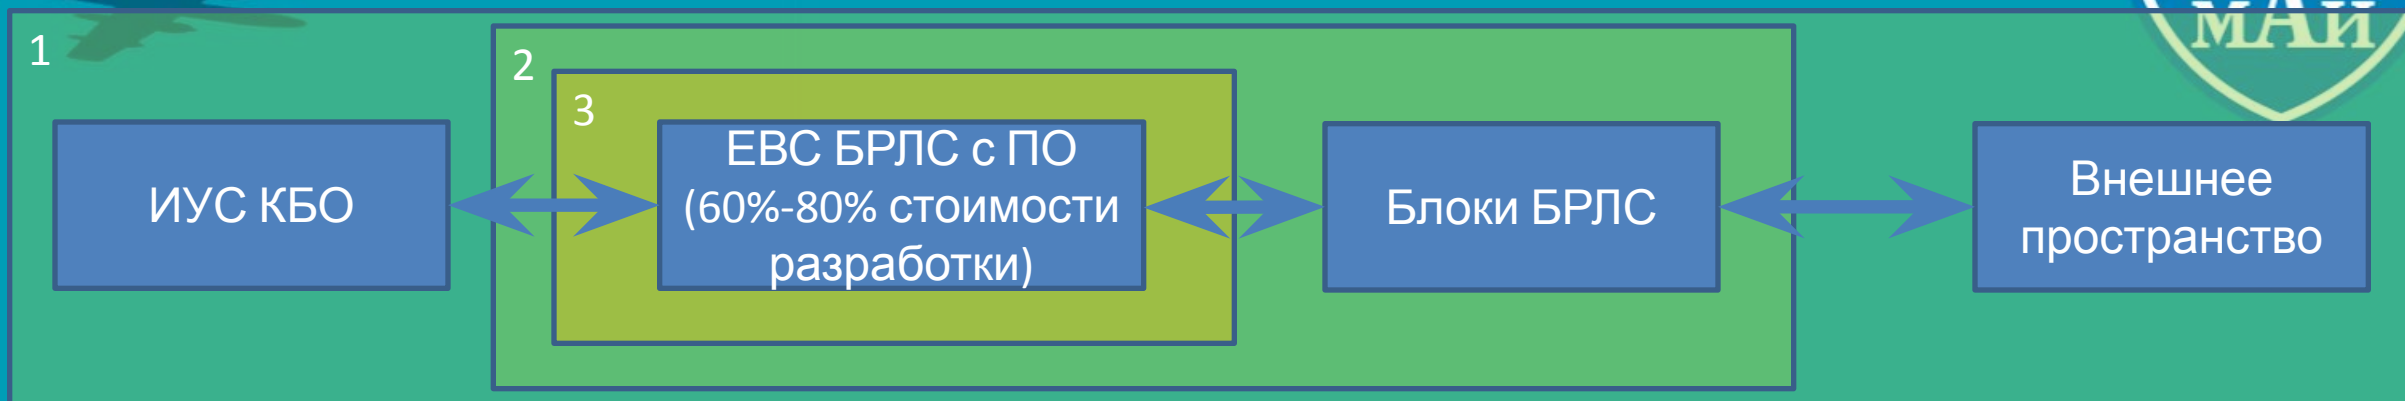 МАИ
1
2
3
ИУС КБО
ЕВС БРЛС с ПО
(60%-80% стоимости
разработки)
Блоки БРЛС
Внешнее
пространство